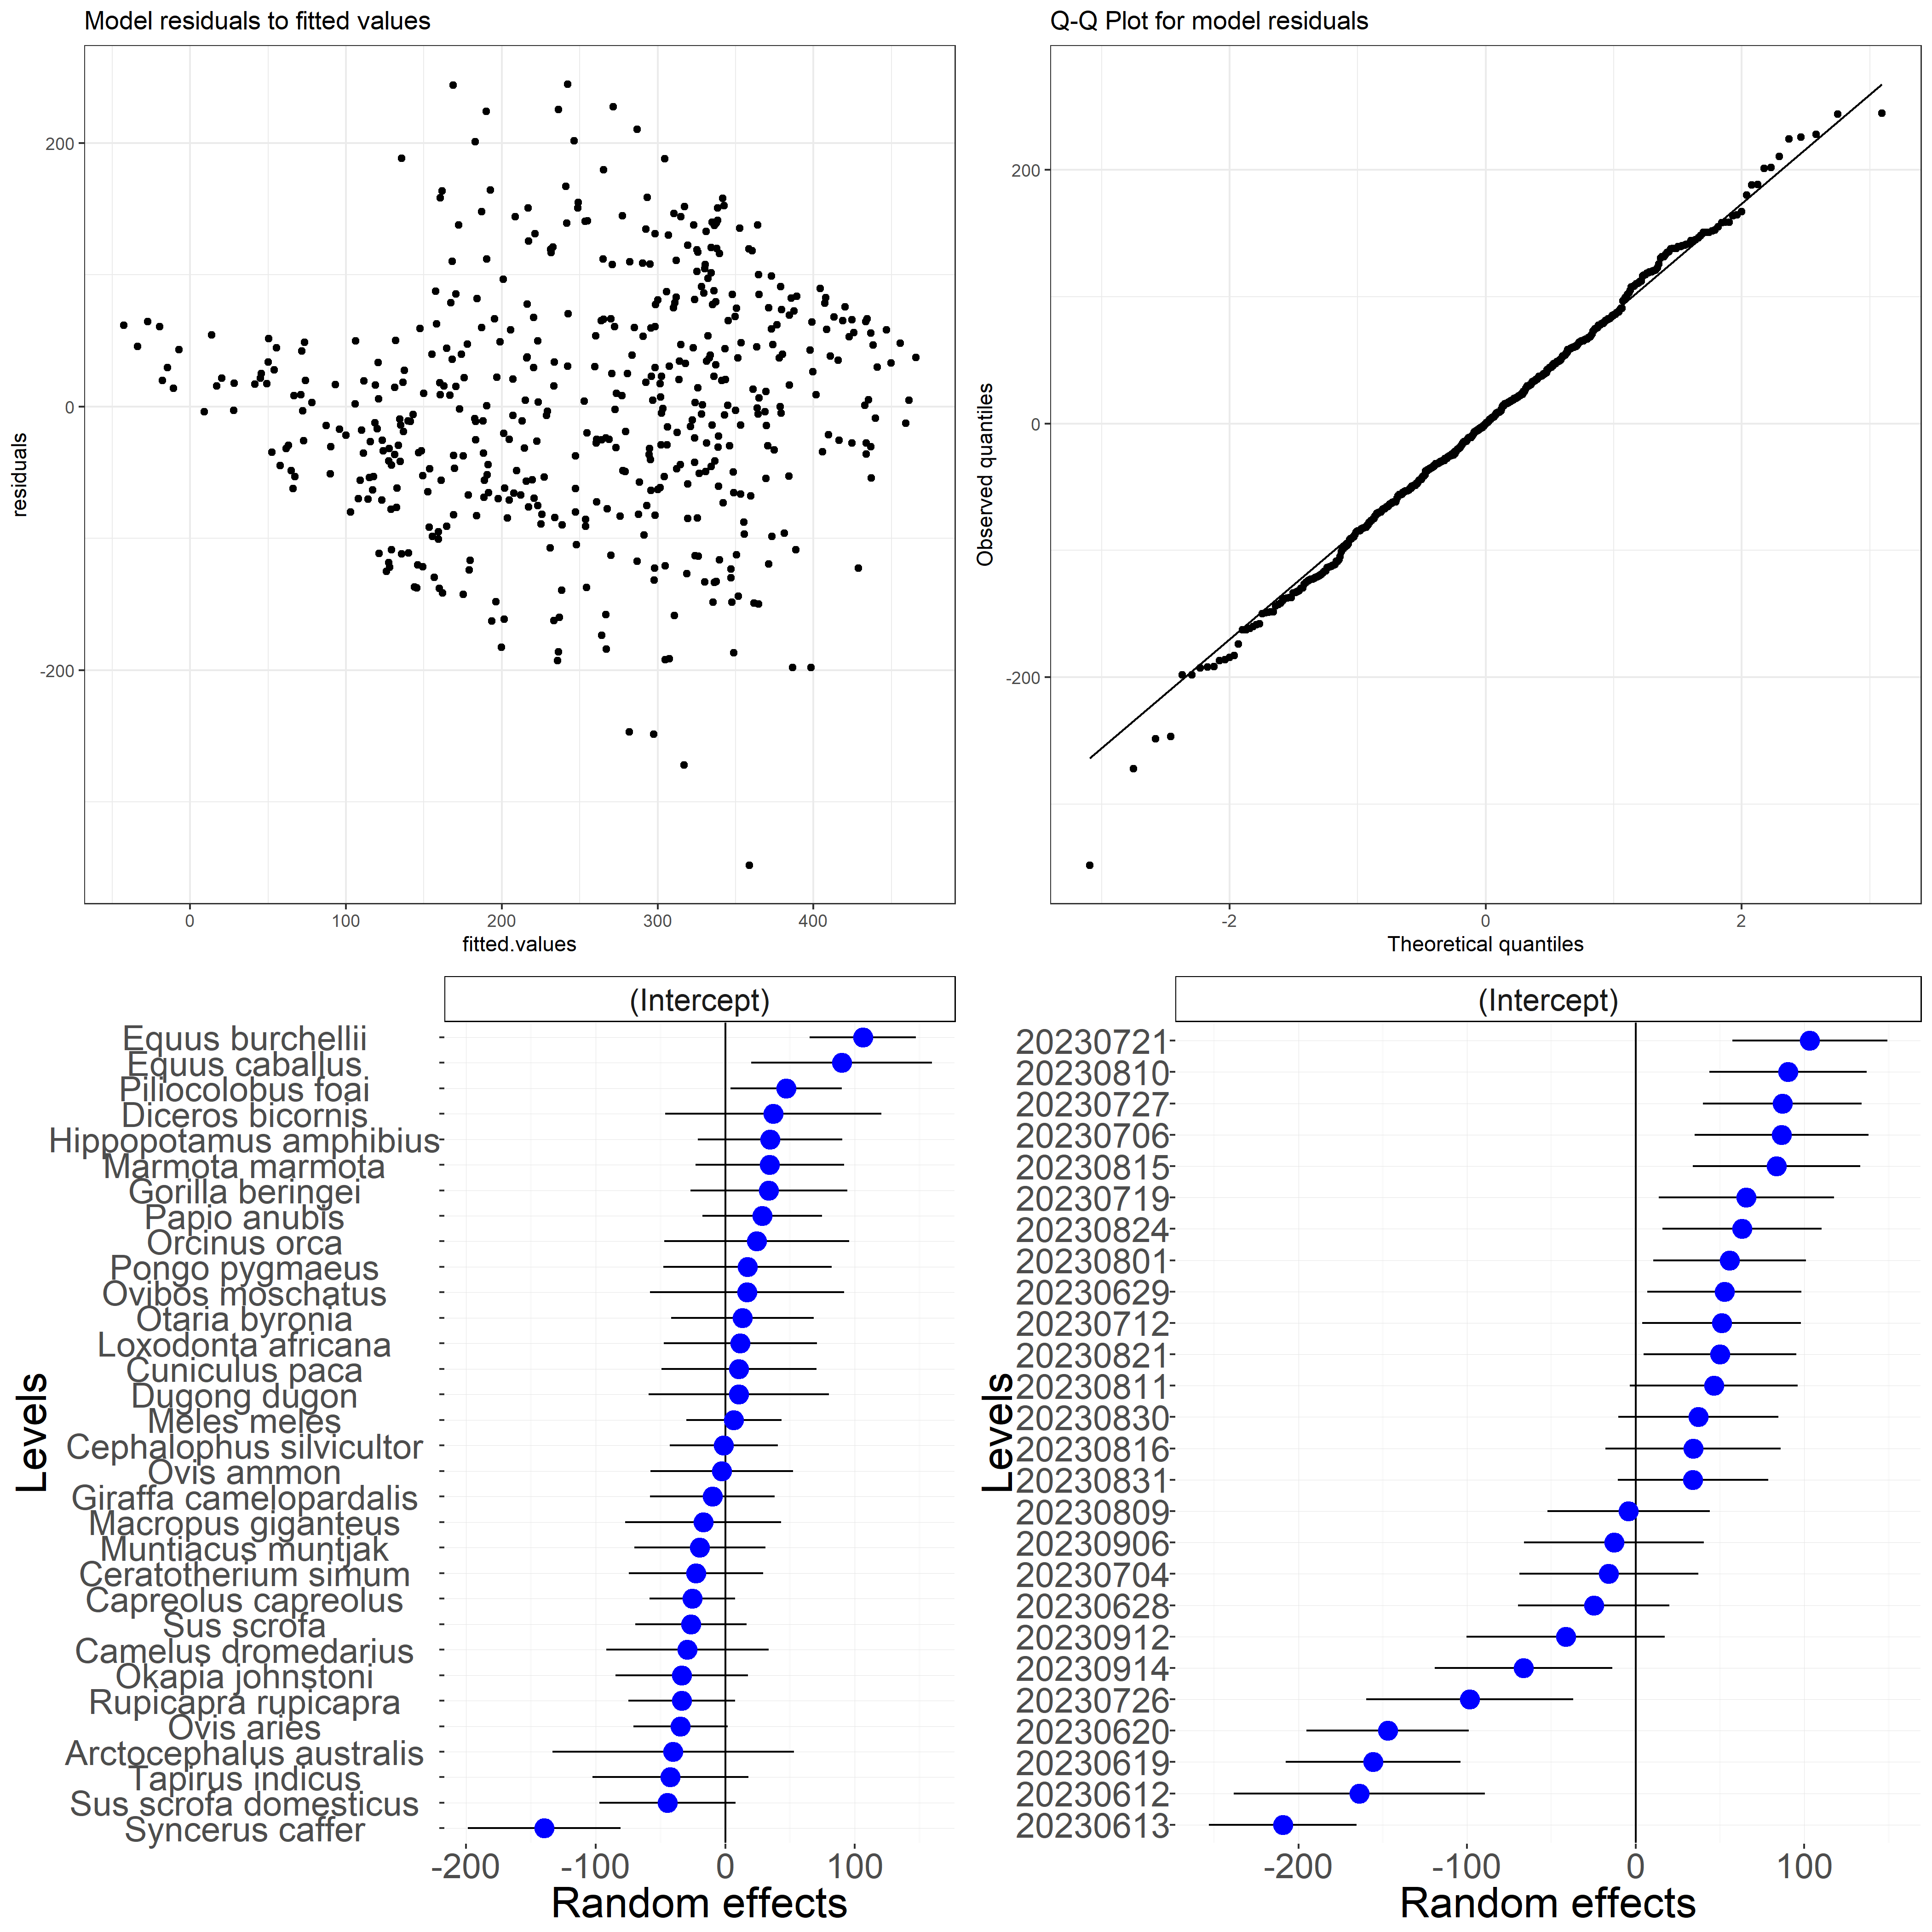 Model residuals to fitted values
200
0
-200
residuals
0 100 200 300 400
fitted.values
Q-Q Plot for model residuals
200
0
-200
Observed quantiles
-2 0 2
Theoretical quantiles
(Intercept)
Equus burchellii
Equus caballus
Piliocolobus foai
Diceros bicornis
Hippopotamus amphibius
Marmota marmota
Gorilla beringei
Papio anubis
Orcinus orca
Pongo pygmaeus
Ovibos moschatus
Otaria byronia
Loxodonta africana
Cuniculus paca
Dugong dugon
Meles meles
Cephalophus silvicultor
Ovis ammon
Giraffa camelopardalis
Macropus giganteus
Muntiacus muntjak
Ceratotherium simum
Capreolus capreolus
Sus scrofa
Camelus dromedarius
Okapia johnstoni
Rupicapra rupicapra
Ovis aries
Arctocephalus australis
Tapirus indicus
Sus scrofa domesticus
Syncerus caffer
Levels
-200 -100 0 100
Random effects
(Intercept)
20230721
20230810
20230727
20230706
20230815
20230719
20230824
20230801
20230629
20230712
20230821
20230811
20230830
20230816
20230831
20230809
20230906
20230704
20230628
20230912
20230914
20230726
20230620
20230619
20230612
20230613
Levels
-200 -100 0 100
Random effects